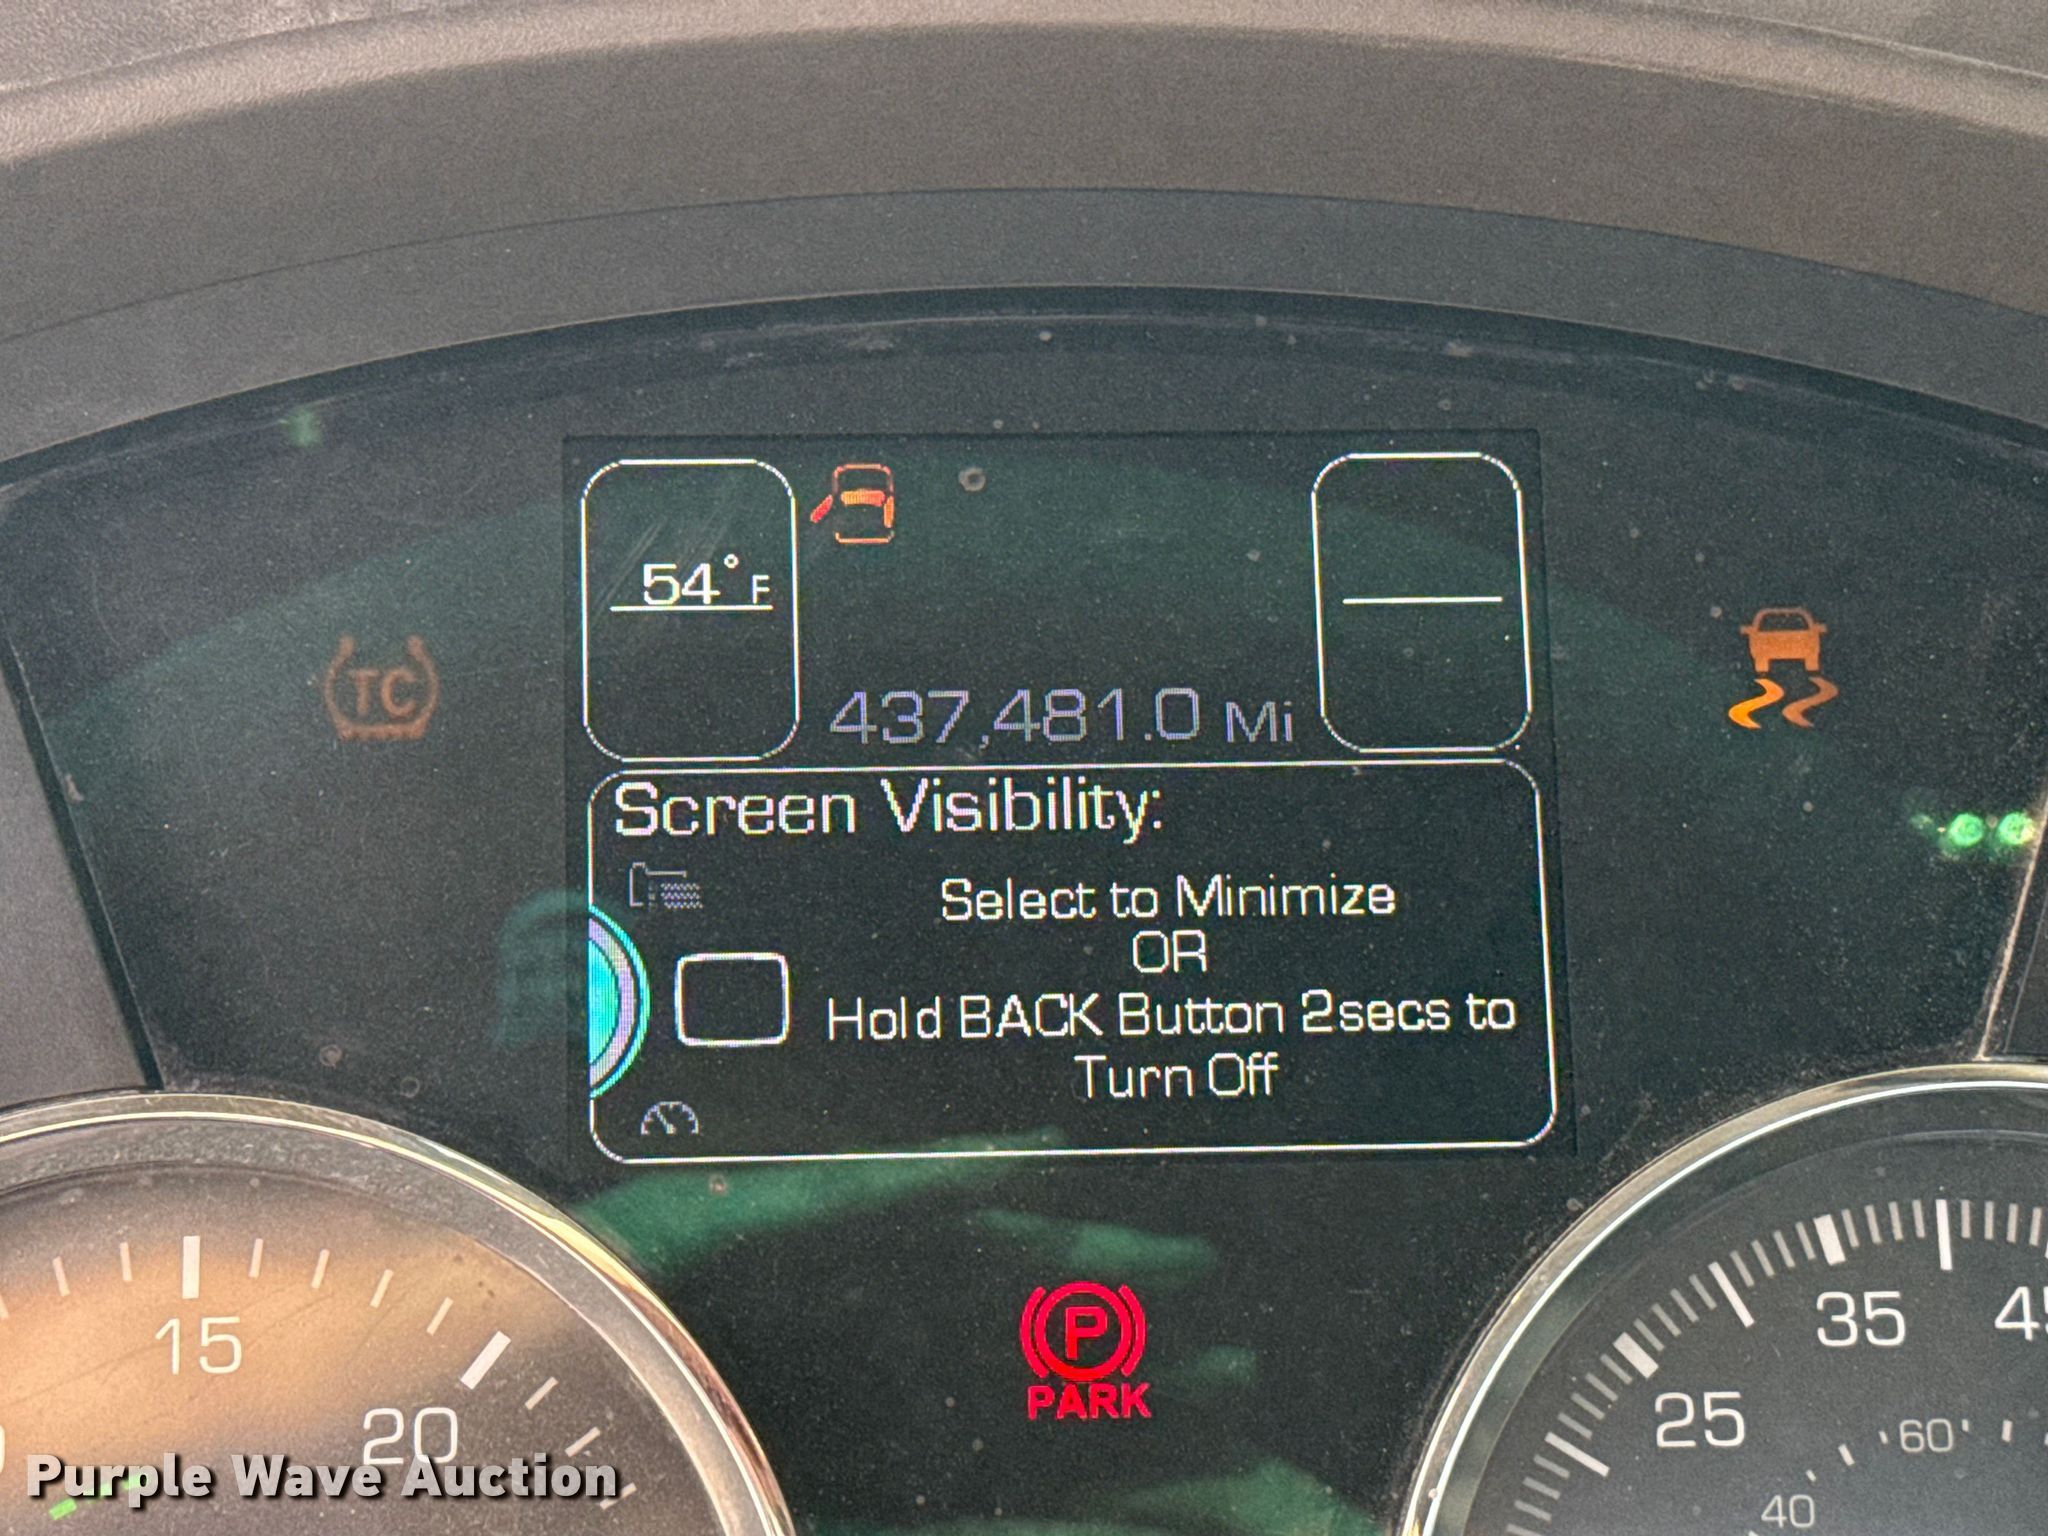 54°F
437,481.0 Mi
TC
Screen Visibility:
Select to Minimize
OR
Hold BACK Button 2secs to
Turn Off
P
PARK
15
20
25
35
60
40
Purple Wave Auction